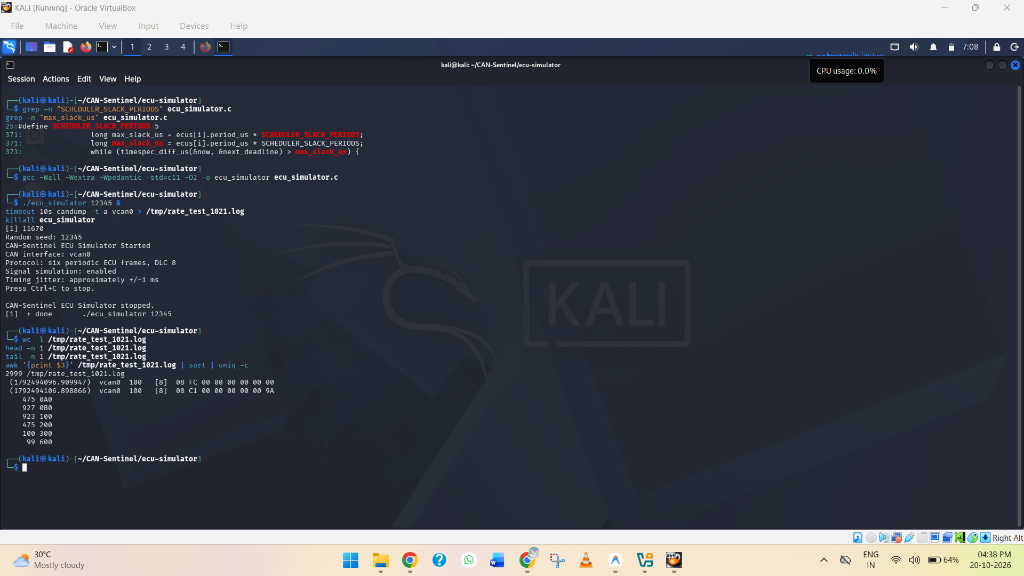 KALI [Running] - Oracle VirtualBox
File Machine View Input Devices Help
1 2 3 4
7:08
kali@kali: ~/CAN-Sentinel/ecu-simulator
CPU usage: 0.0%
Session Actions Edit View Help
(kali㉿kali)-[~/CAN-Sentinel/ecu-simulator]
$ grep -n "SCHEDULER_SLACK_PERIODS" ecu_simulator.c
grep -n "max_slack_us" ecu_simulator.c
25:#define SCHEDULER_SLACK_PERIODS 5
371: long max_slack_us = ecus[i].period_us * SCHEDULER_SLACK_PERIODS;
371: long max_slack_us = ecus[i].period_us * SCHEDULER_SLACK_PERIODS;
373: while (timespec_diff_us(&now, &next_deadline) > max_slack_us) {
(kali㉿kali)-[~/CAN-Sentinel/ecu-simulator]
$ gcc -Wall -Wextra -Wpedantic -std=c11 -O2 -o ecu_simulator ecu_simulator.c
(kali㉿kali)-[~/CAN-Sentinel/ecu-simulator]
$ ./ecu_simulator 12345 &
timeout 10s candump -t a vcan0 > /tmp/rate_test_1021.log
killall ecu_simulator
[1] 11670
Random seed: 12345
CAN-Sentinel ECU Simulator Started
CAN interface: vcan0
Protocol: six periodic ECU frames, DLC 8
Signal simulation: enabled
Timing jitter: approximately +/-1 ms
Press Ctrl+C to stop.
CAN-Sentinel ECU Simulator stopped.
[1] + done ./ecu_simulator 12345
(kali㉿kali)-[~/CAN-Sentinel/ecu-simulator]
$ wc -l /tmp/rate_test_1021.log
head -n 1 /tmp/rate_test_1021.log
tail -n 1 /tmp/rate_test_1021.log
awk '{print $3}' /tmp/rate_test_1021.log | sort | uniq -c
2999 /tmp/rate_test_1021.log
(1792494096.909947) vcan0 100 [8] 08 FC 00 00 00 00 00 00
(1792494106.898866) vcan0 100 [8] 08 C1 00 00 00 00 00 9A
475 0A0
927 0B0
923 100
475 200
100 300
99 600
(kali㉿kali)-[~/CAN-Sentinel/ecu-simulator]
$
KALI
Right Alt
30°C
Mostly cloudy
ENG
IN
64%
04:38 PM
20-10-2026